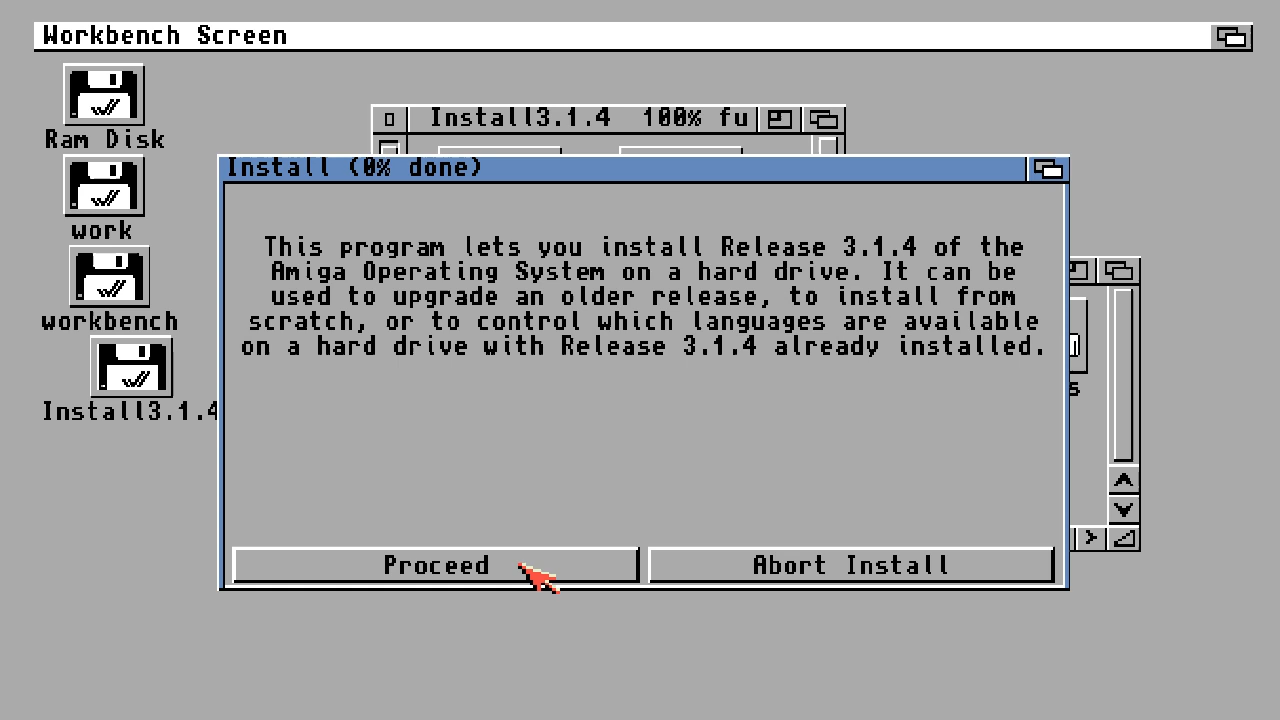 Workbench Screen
Ram Disk
work
workbench
Install3.1.4
Install3.1.4 100% fu
Install (0% done)
This program lets you install Release 3.1.4 of the
Amiga Operating System on a hard drive. It can be
used to upgrade an older release, to install from
scratch, or to control which languages are available
on a hard drive with Release 3.1.4 already installed.
s
Proceed
Abort Install